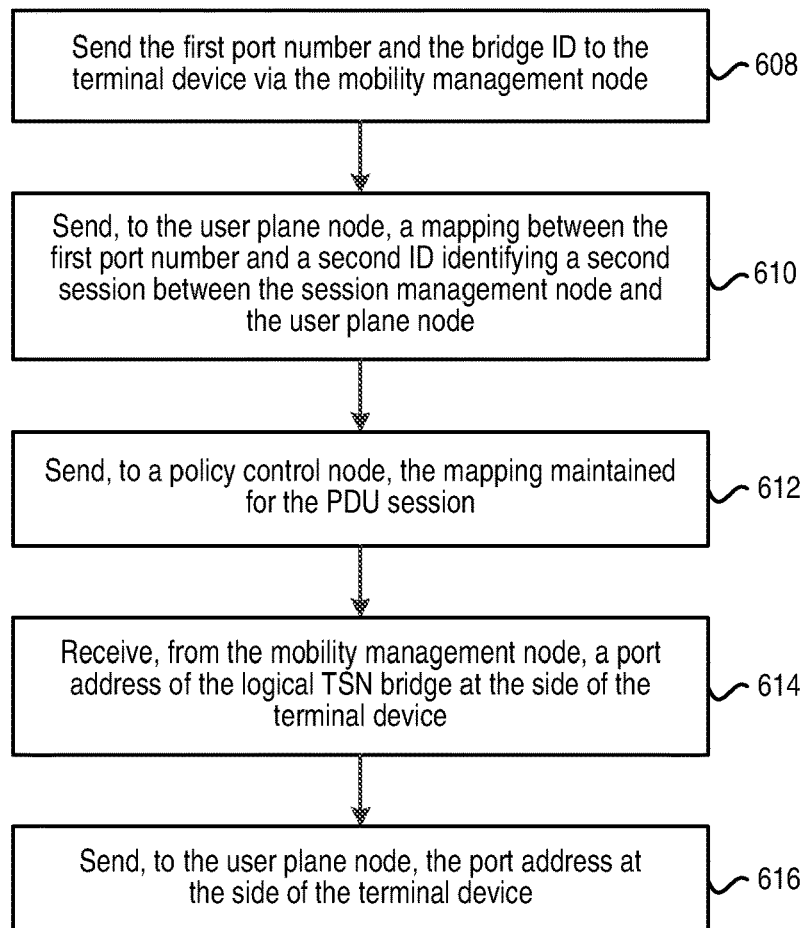 Send the first port number and the bridge ID to the
terminal device via the mobility management node
608
Send, to the user plane node, a mapping between the
first port number and a second ID identifying a second
session between the session management node and
the user plane node
610
Send, to a policy control node, the mapping maintained
for the PDU session
612
Receive, from the mobility management node, a port
address of the logical TSN bridge at the side of the
terminal device
614
Send, to the user plane node, the port address at
the side of the terminal device
616